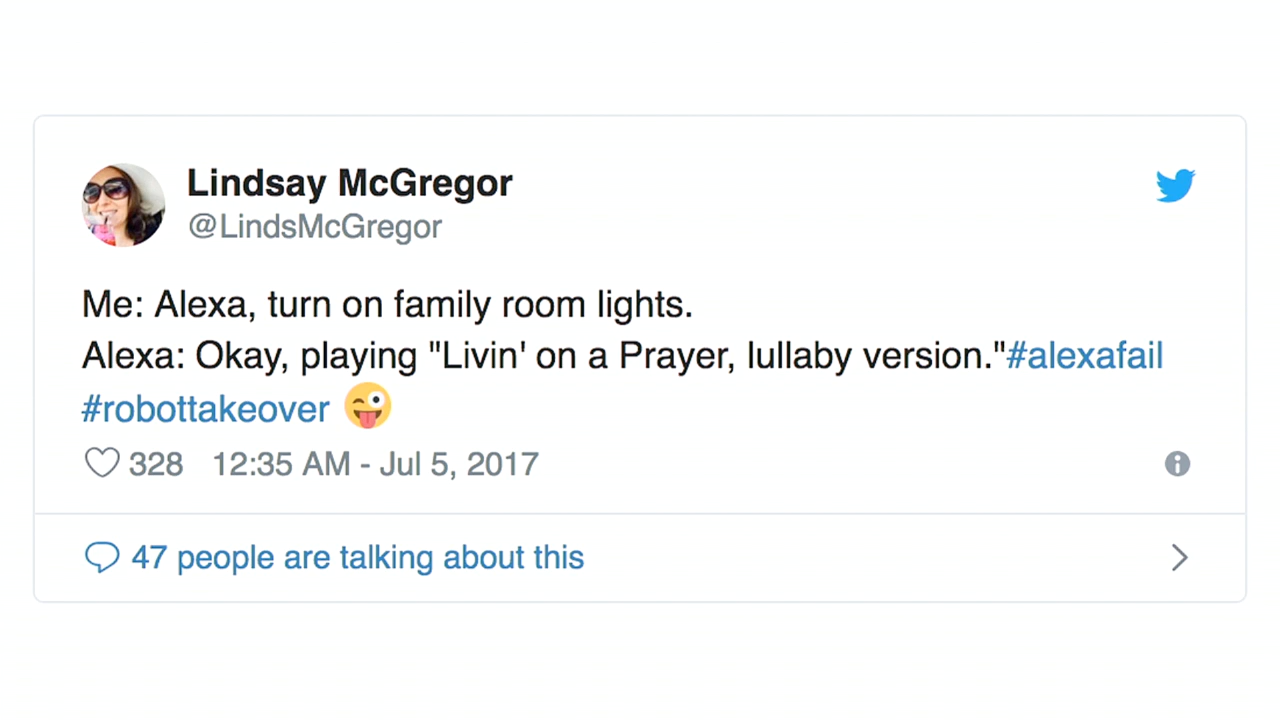 Lindsay McGregor
@LindsMcGregor
Me: Alexa, turn on family room lights.
Alexa: Okay, playing "Livin' on a Prayer, lullaby version."#alexafail
#robottakeover 😜
328 12:35 AM - Jul 5, 2017
47 people are talking about this